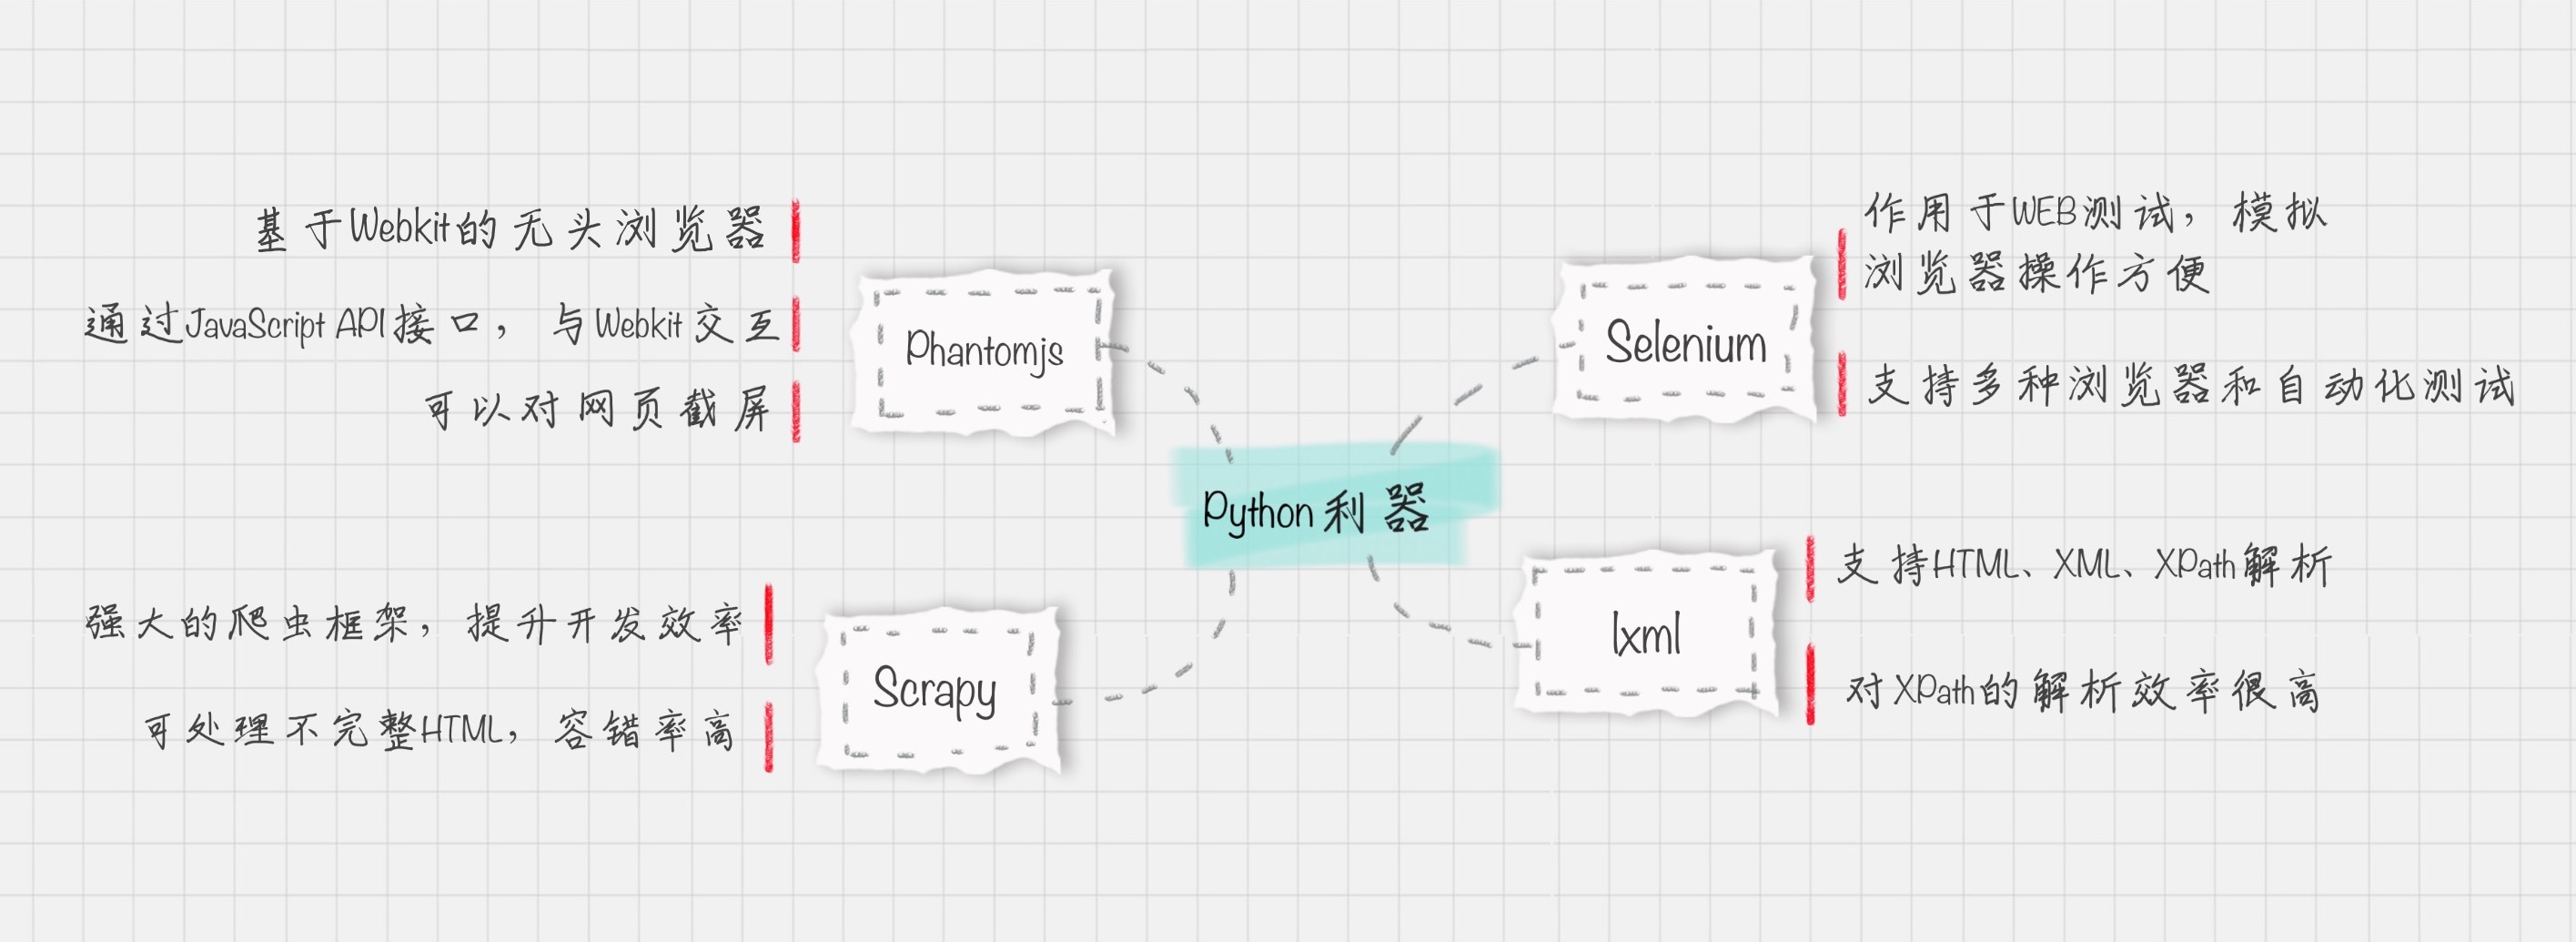 Python利器
Phantomjs
基于Webkit的无头浏览器
通过JavaScript API接口，与Webkit交互
可以对网页截屏
Scrapy
强大的爬虫框架，提升开发效率
可处理不完整HTML，容错率高
Selenium
作用于WEB测试，模拟
浏览器操作方便
支持多种浏览器和自动化测试
lxml
支持HTML、XML、XPath解析
对XPath的解析效率很高